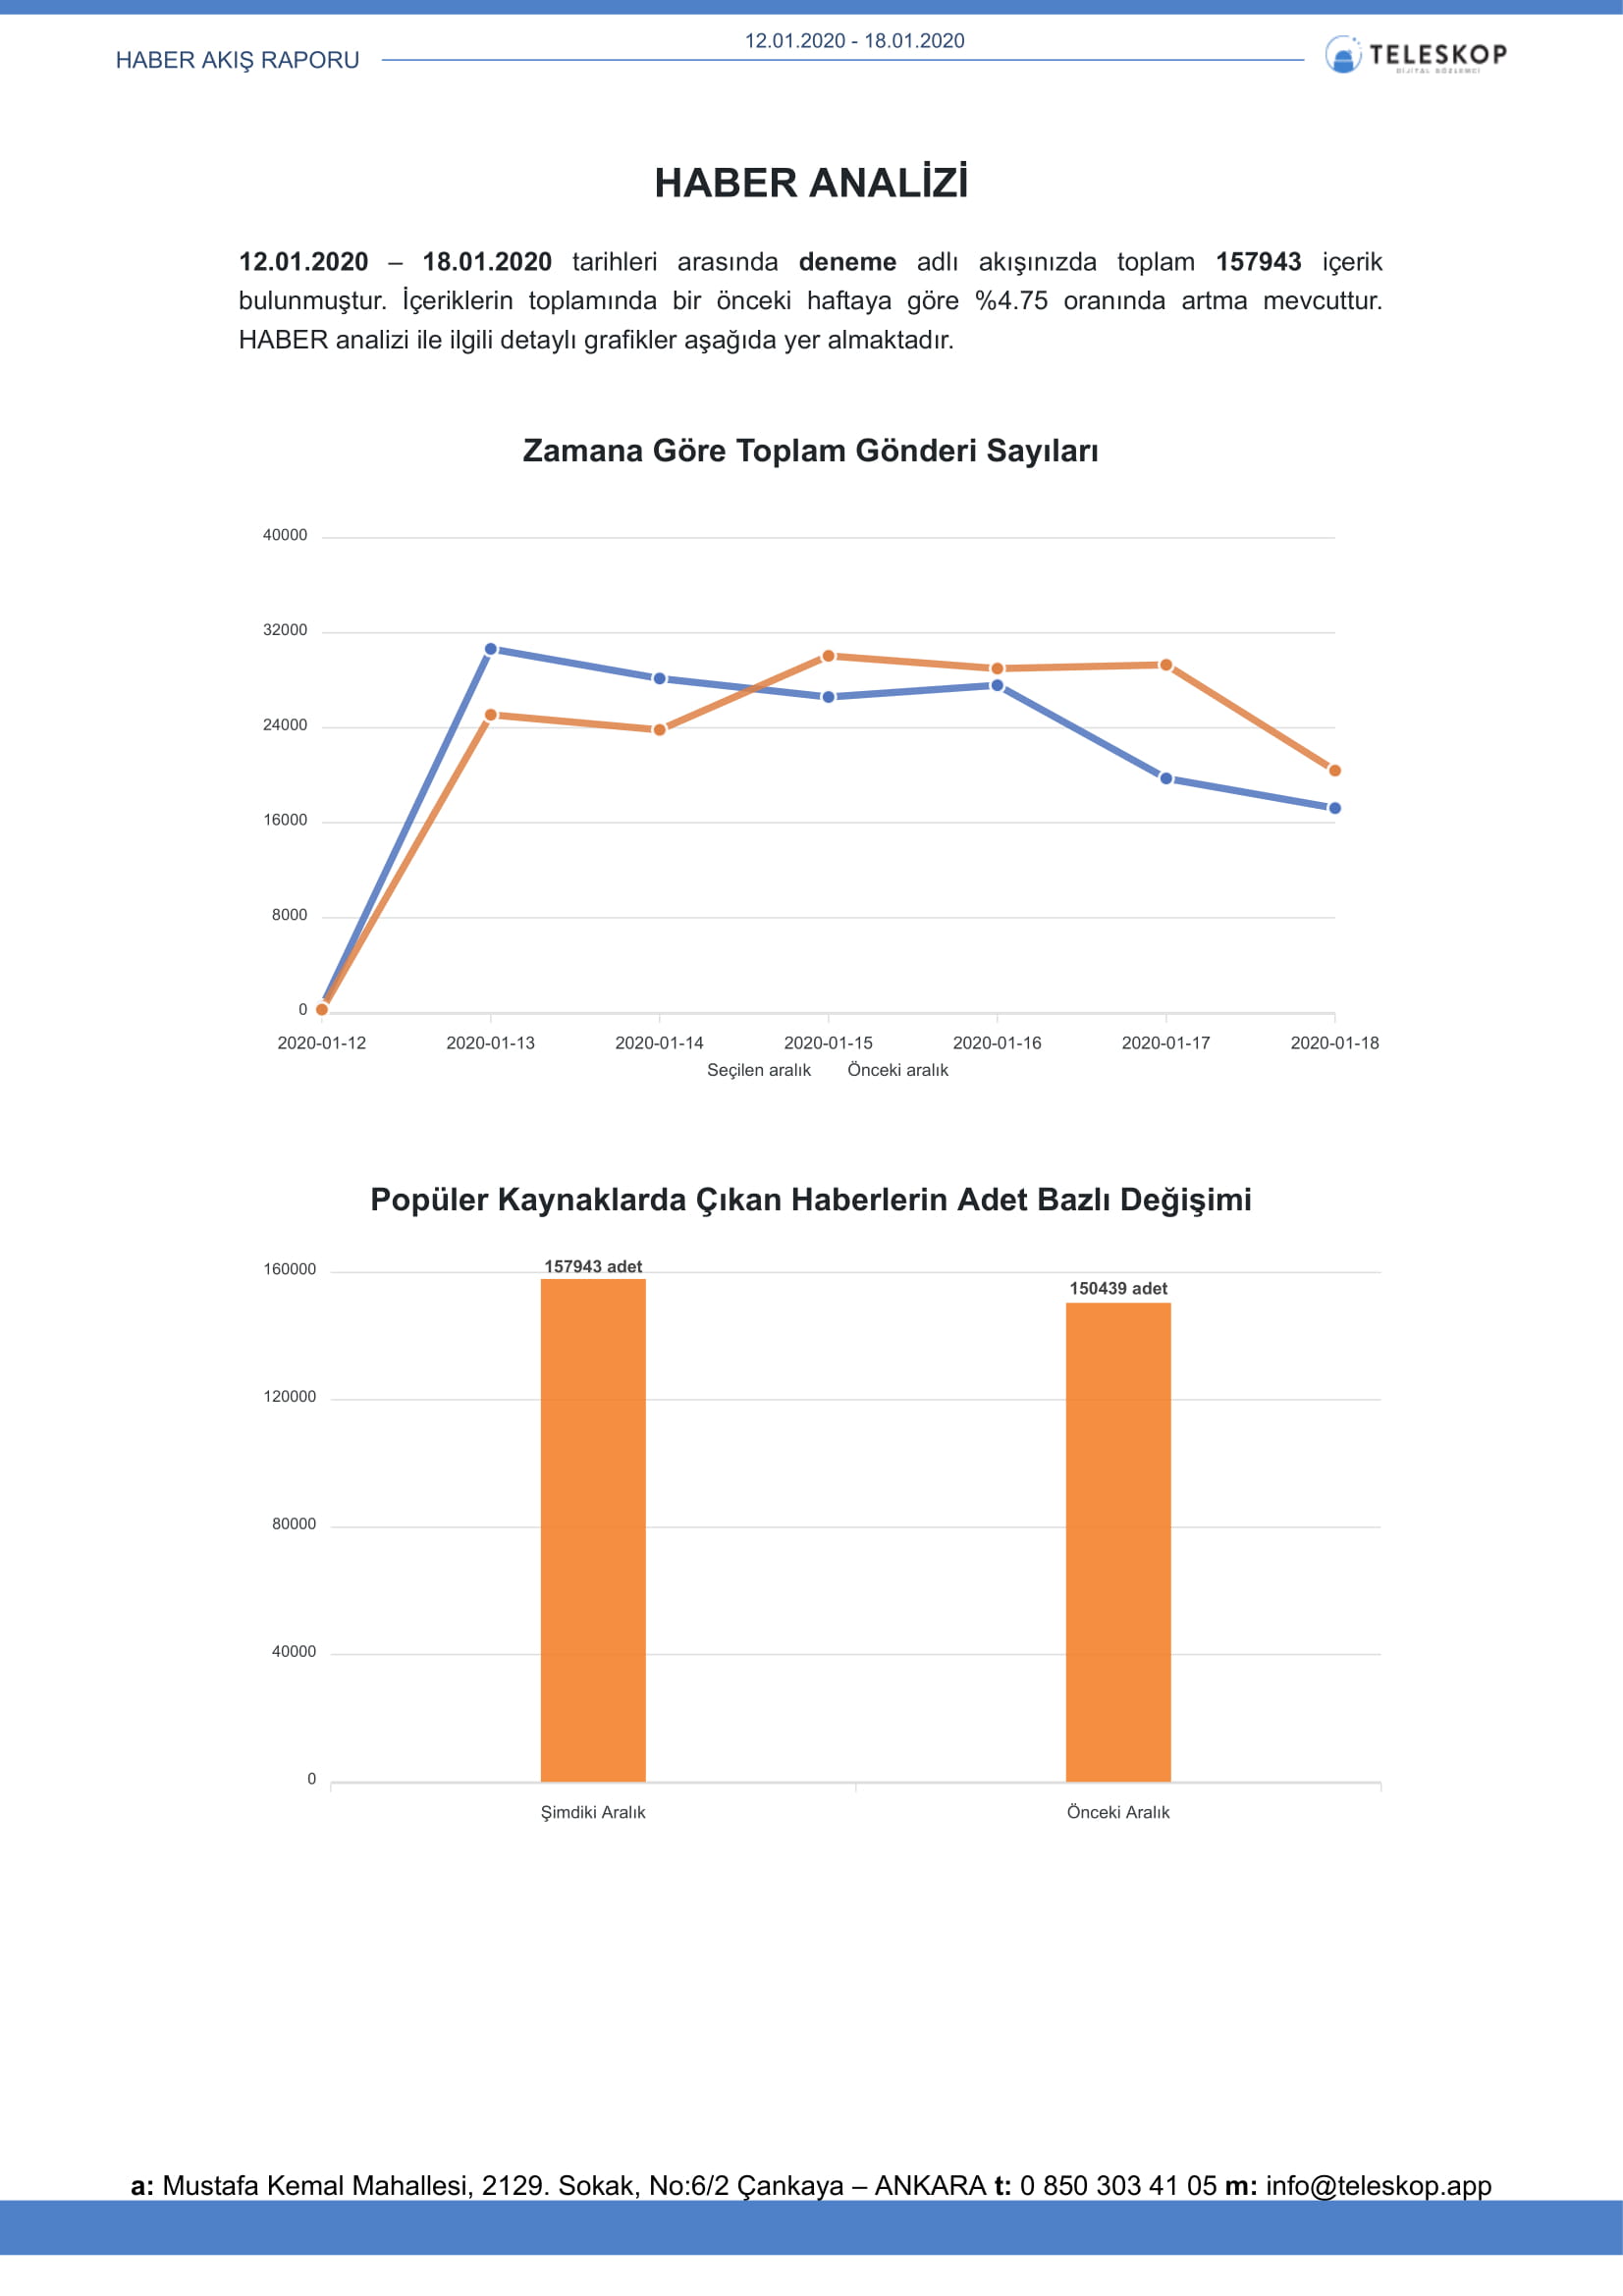 HABER AKIŞ RAPORU
12.01.2020 - 18.01.2020
TELESKOP
DİJİTAL GÖZLEMCİ
HABER ANALİZİ
12.01.2020 – 18.01.2020 tarihleri arasında deneme adlı akışınızda toplam 157943 içerik
bulunmuştur. İçeriklerin toplamında bir önceki haftaya göre %4.75 oranında artma mevcuttur.
HABER analizi ile ilgili detaylı grafikler aşağıda yer almaktadır.
Zamana Göre Toplam Gönderi Sayıları
40000
32000
24000
16000
8000
0
2020-01-12 2020-01-13 2020-01-14 2020-01-15 2020-01-16 2020-01-17 2020-01-18
Seçilen aralık Önceki aralık
Popüler Kaynaklarda Çıkan Haberlerin Adet Bazlı Değişimi
160000
120000
80000
40000
0
157943 adet
150439 adet
Şimdiki Aralık Önceki Aralık
a: Mustafa Kemal Mahallesi, 2129. Sokak, No:6/2 Çankaya – ANKARA t: 0 850 303 41 05 m: info@teleskop.app